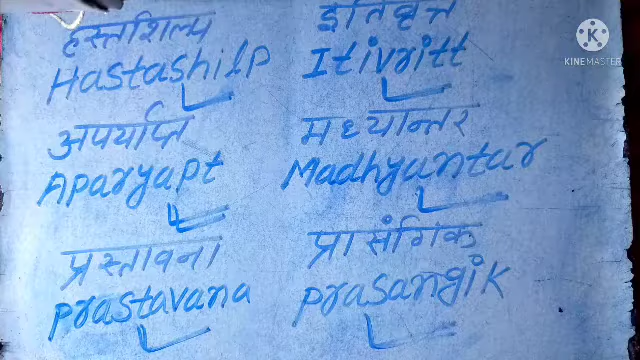 हस्तशिल्प
Hastashilp
इतिवृत्त
Itivritt
अपर्याप्त
Aparyapt
मध्यान्तर
Madhyantar
प्रस्तावना
Prastavana
प्रासंगिक
Prasangik
KINEMASTER